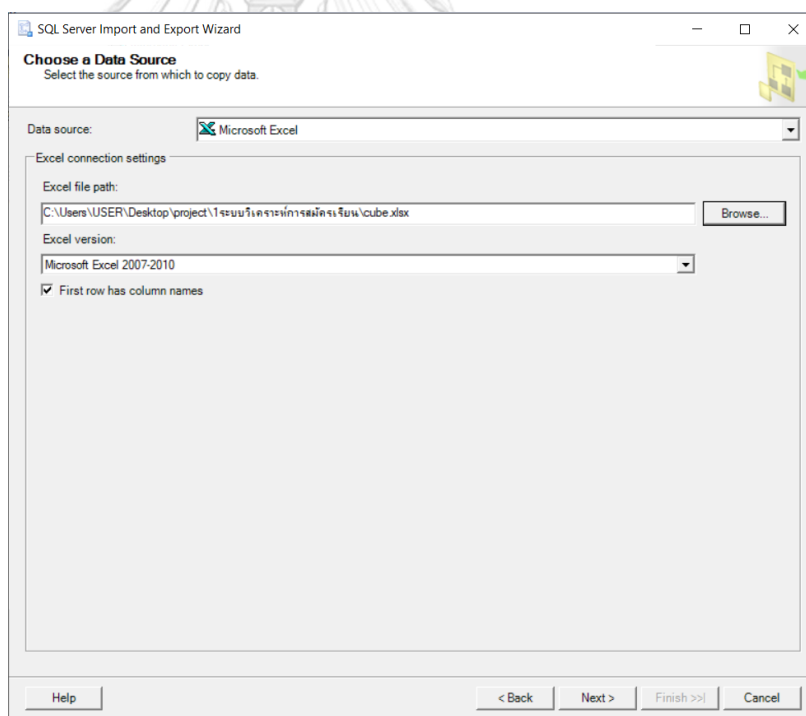 SQL Server Import and Export Wizard
Choose a Data Source
Select the source from which to copy data.
Data source: Microsoft Excel
Excel connection settings
Excel file path:
C:\Users\USER\Desktop\project\1ระบบวิเคราะห์การสมัครเรียน\cube.xlsx Browse...
Excel version:
Microsoft Excel 2007-2010
First row has column names
Help < Back Next > Finish >>| Cancel